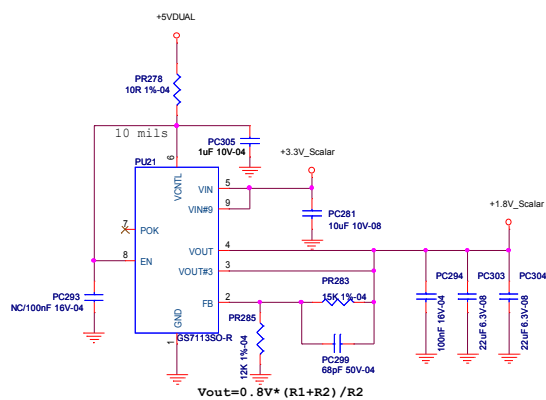 +5VDUAL
PR278
10R 1%-04
10 mils
PC305
1uF 10V-04
+3.3V_Scalar
PU21
6
VCNTL
VIN
5
VIN#9
9
PC281
10uF 10V-08
+1.8V_Scalar
7
POK
VOUT
4
8
EN
VOUT#3
3
PC293
NC/100nF 16V-04
FB
2
PR283
15K 1%-04
PC294
100nF 16V-04
PC303
22uF 6.3V-08
PC304
22uF 6.3V-08
GND
1
GS7113SO-R
PR285
12K 1%-04
PC299
68pF 50V-04
Vout=0.8V*(R1+R2)/R2